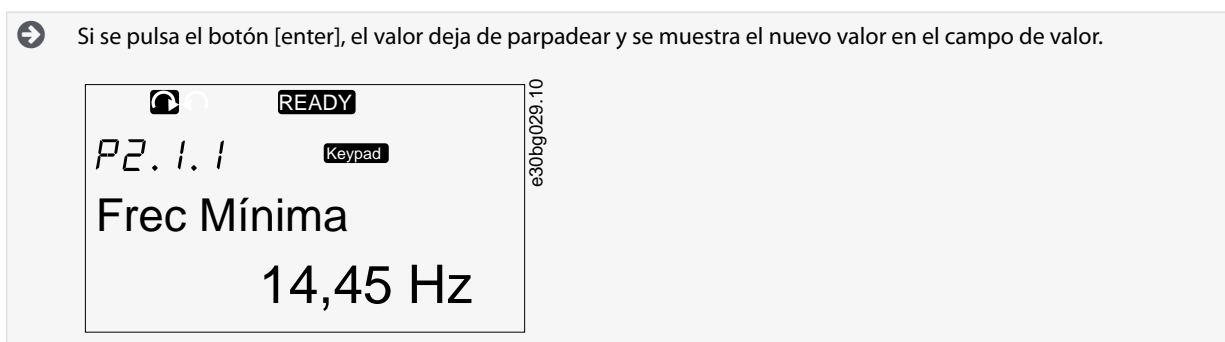 Si se pulsa el botón [enter], el valor deja de parpadear y se muestra el nuevo valor en el campo de valor.
READY
P2.1.1
Keypad
Frec Mínima
14,45 Hz
e30bg029.10